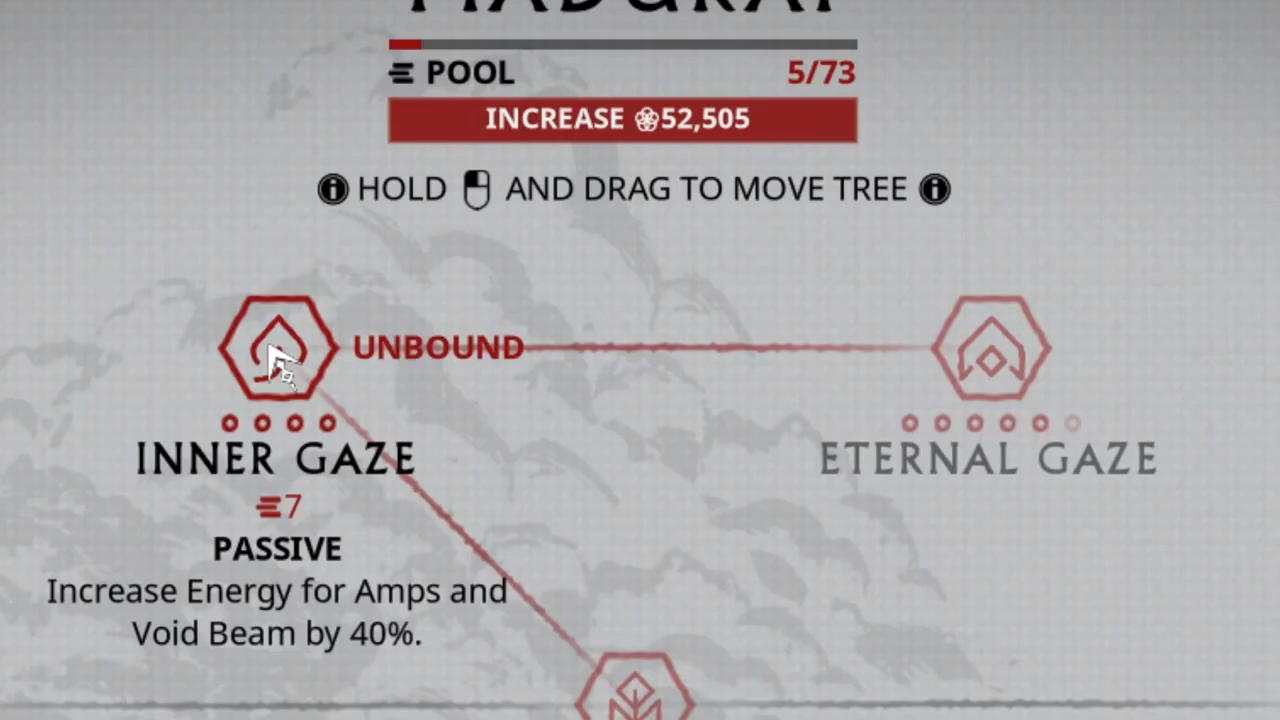 MADURAI
POOL 5/73
INCREASE 52,505
HOLD AND DRAG TO MOVE TREE
UNBOUND
INNER GAZE
ETERNAL GAZE
7
PASSIVE
Increase Energy for Amps and
Void Beam by 40%.